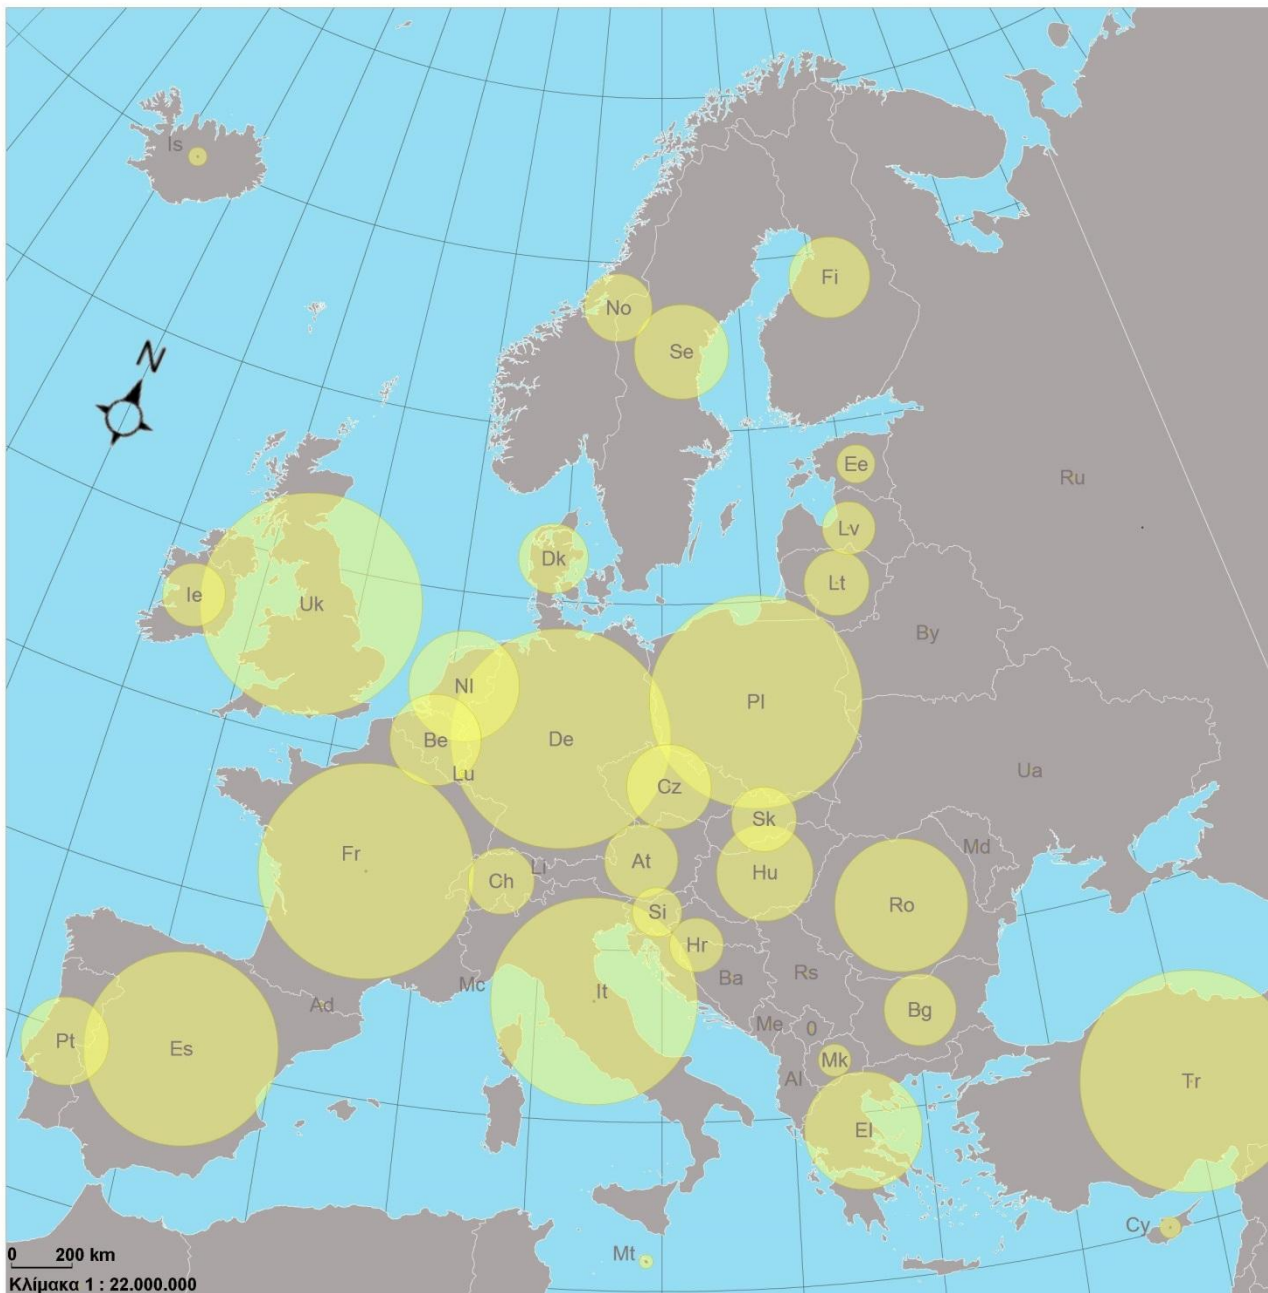 Is
No
Fi
Se
N
Ee
Ru
Lv
Dk
Lt
Ie
Uk
By
Nl
Pl
Be
De
Lu
Ua
Cz
Sk
Fr
Md
At
Li
Hu
Ch
Ro
Si
Hr
Ba
Rs
Mc
It
Ad
Bg
Me
0
Pt
Es
Mk
Al
Tr
El
Cy
Mt
0 200 km
Κλίμακα 1 : 22.000.000